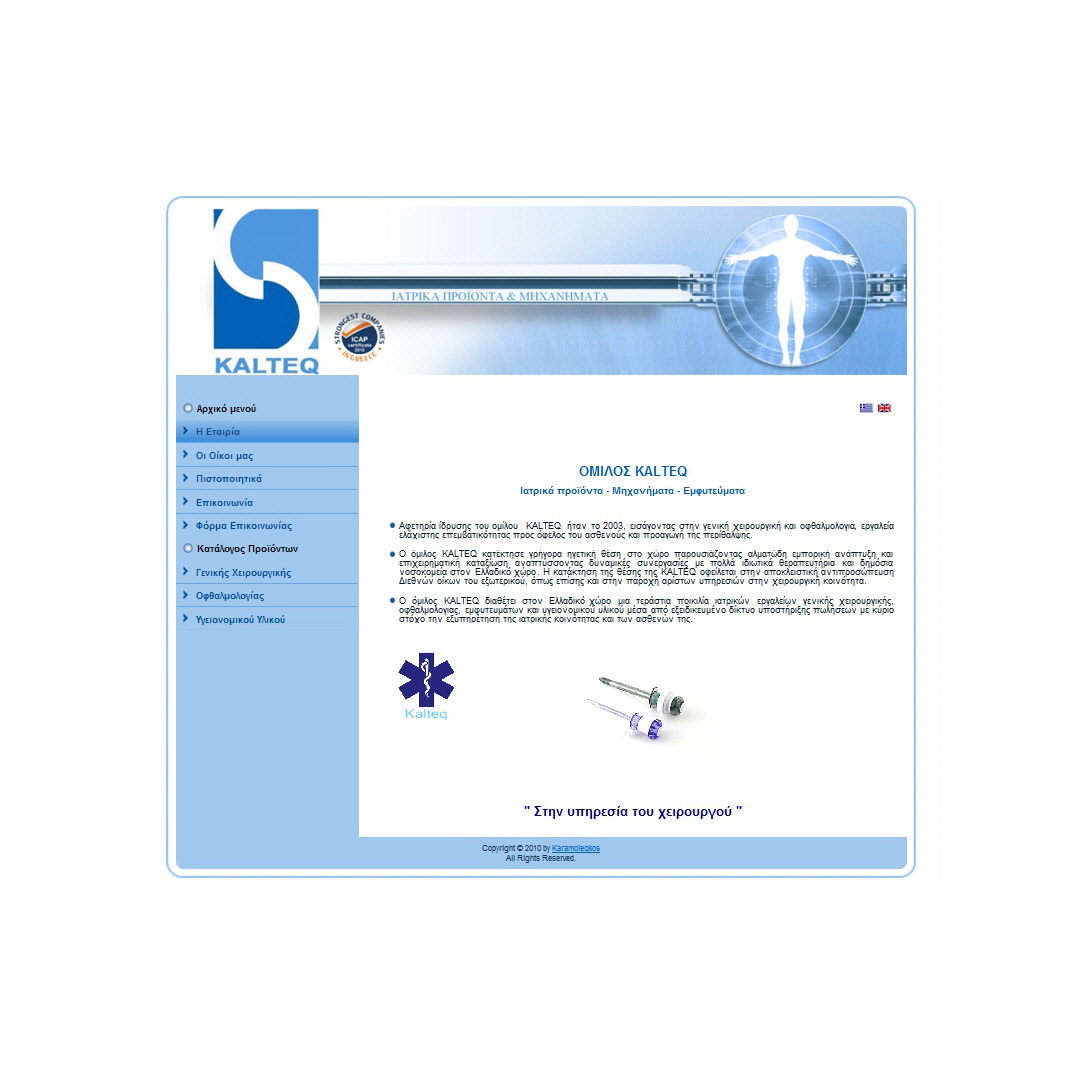 ΙΑΤΡΙΚΑ ΠΡΟΙΟΝΤΑ & ΜΗΧΑΝΗΜΑΤΑ
STRONGEST COMPANIES
ICAP
certificate
2010
IN GREECE
KALTEQ
Αρχικό μενού
Η Εταιρία
Οι Οίκοι μας
Πιστοποιητικά
Επικοινωνία
Φόρμα Επικοινωνίας
Κατάλογος Προϊόντων
Γενικής Χειρουργικής
Οφθαλμολογίας
Υγειονομικού Υλικού
ΟΜΙΛΟΣ KALTEQ
Ιατρικά προϊόντα - Μηχανήματα - Εμφυτεύματα
Αφετηρία ίδρυσης του ομίλου KALTEQ ήταν το 2003, εισάγοντας στην γενική χειρουργική και οφθαλμολογια, εργαλεία
ελάχιστης επεμβατικότητας προς όφελος του ασθενούς και προαγωγή της περίθαλψης.
Ο όμιλος KALTEQ κατέκτησε γρήγορα ηγετική θέση στο χώρο παρουσιάζοντας αλματώδη εμπορική ανάπτυξη και
επιχειρηματική καταξίωση αναπτύσσοντας δυναμικές συνεργασίες με πολλά ιδιωτικά θεραπευτήρια και δημόσια
νοσοκομεία στον Ελλαδικό χώρο. Η κατάκτηση της θέσης της KALTEQ οφείλεται στην αποκλειστική αντιπροσώπευση
Διεθνών οίκων του εξωτερικού, όπως επίσης και στην παροχή αρίστων υπηρεσιών στην χειρουργική κοινότητα.
Ο όμιλος KALTEQ διαθέτει στον Ελλαδικό χώρο μια τεράστια ποικιλία ιατρικών εργαλείων γενικής χειρουργικής,
οφθαλμολογίας, εμφυτευμάτων και υγειονομικού υλικού μέσα από εξειδικευμένο δίκτυο υποστήριξης πωλήσεων με κύριο
στόχο την εξυπηρέτηση της ιατρικής κοινότητας και των ασθενών της.
Kalteq
" Στην υπηρεσία του χειρουργού "
Copyright © 2010 by Karamolegkos
All Rights Reserved.